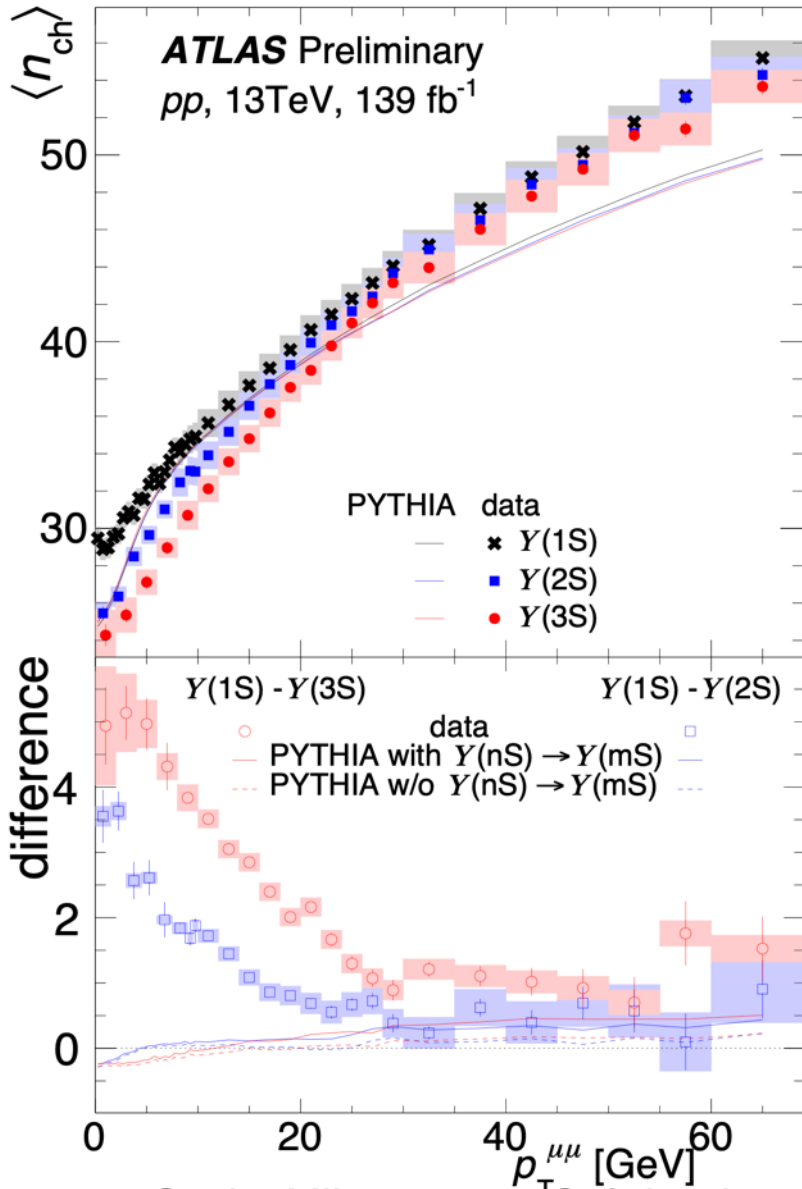 ⟨n_ch⟩
ATLAS Preliminary
pp, 13TeV, 139 fb⁻¹
50
40
30
PYTHIA data
ϒ(1S)
ϒ(2S)
ϒ(3S)
difference
ϒ(1S) - ϒ(3S) ϒ(1S) - ϒ(2S)
data
PYTHIA with ϒ(nS) → ϒ(mS)
PYTHIA w/o ϒ(nS) → ϒ(mS)
4
2
0
0 20 40 60
p_T^μμ [GeV]